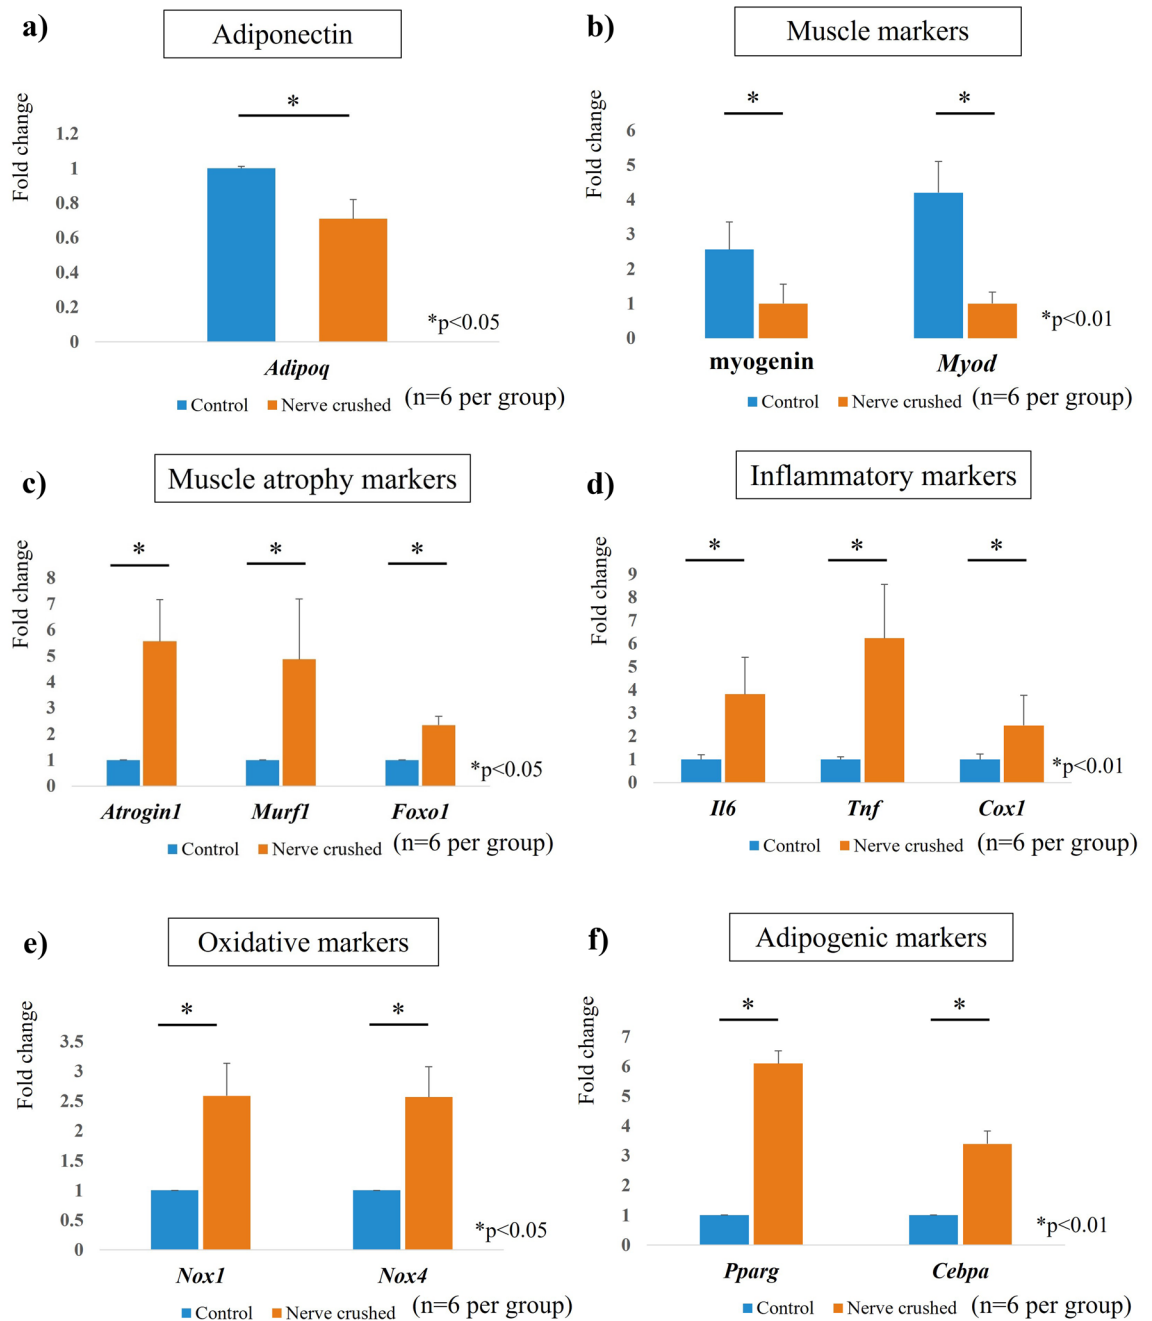 a)
Adiponectin
Fold change
*
1.2
1
0.8
0.6
0.4
0.2
0
*p<0.05
Adipoq
Control Nerve crushed (n=6 per group)
b)
Muscle markers
Fold change
* *
6
5
4
3
2
1
0
*p<0.01
myogenin Myod
Control Nerve crushed (n=6 per group)
c)
Muscle atrophy markers
Fold change
* * *
8
7
6
5
4
3
2
1
0
*p<0.05
Atrogin1 Murf1 Foxo1
Control Nerve crushed (n=6 per group)
d)
Inflammatory markers
Fold change
* * *
9
8
7
6
5
4
3
2
1
0
*p<0.01
Il6 Tnf Cox1
Control Nerve crushed (n=6 per group)
e)
Oxidative markers
Fold change
* *
3.5
3
2.5
2
1.5
1
0.5
0
*p<0.05
Nox1 Nox4
Control Nerve crushed (n=6 per group)
f)
Adipogenic markers
Fold change
* *
7
6
5
4
3
2
1
0
*p<0.01
Pparg Cebpa
Control Nerve crushed (n=6 per group)